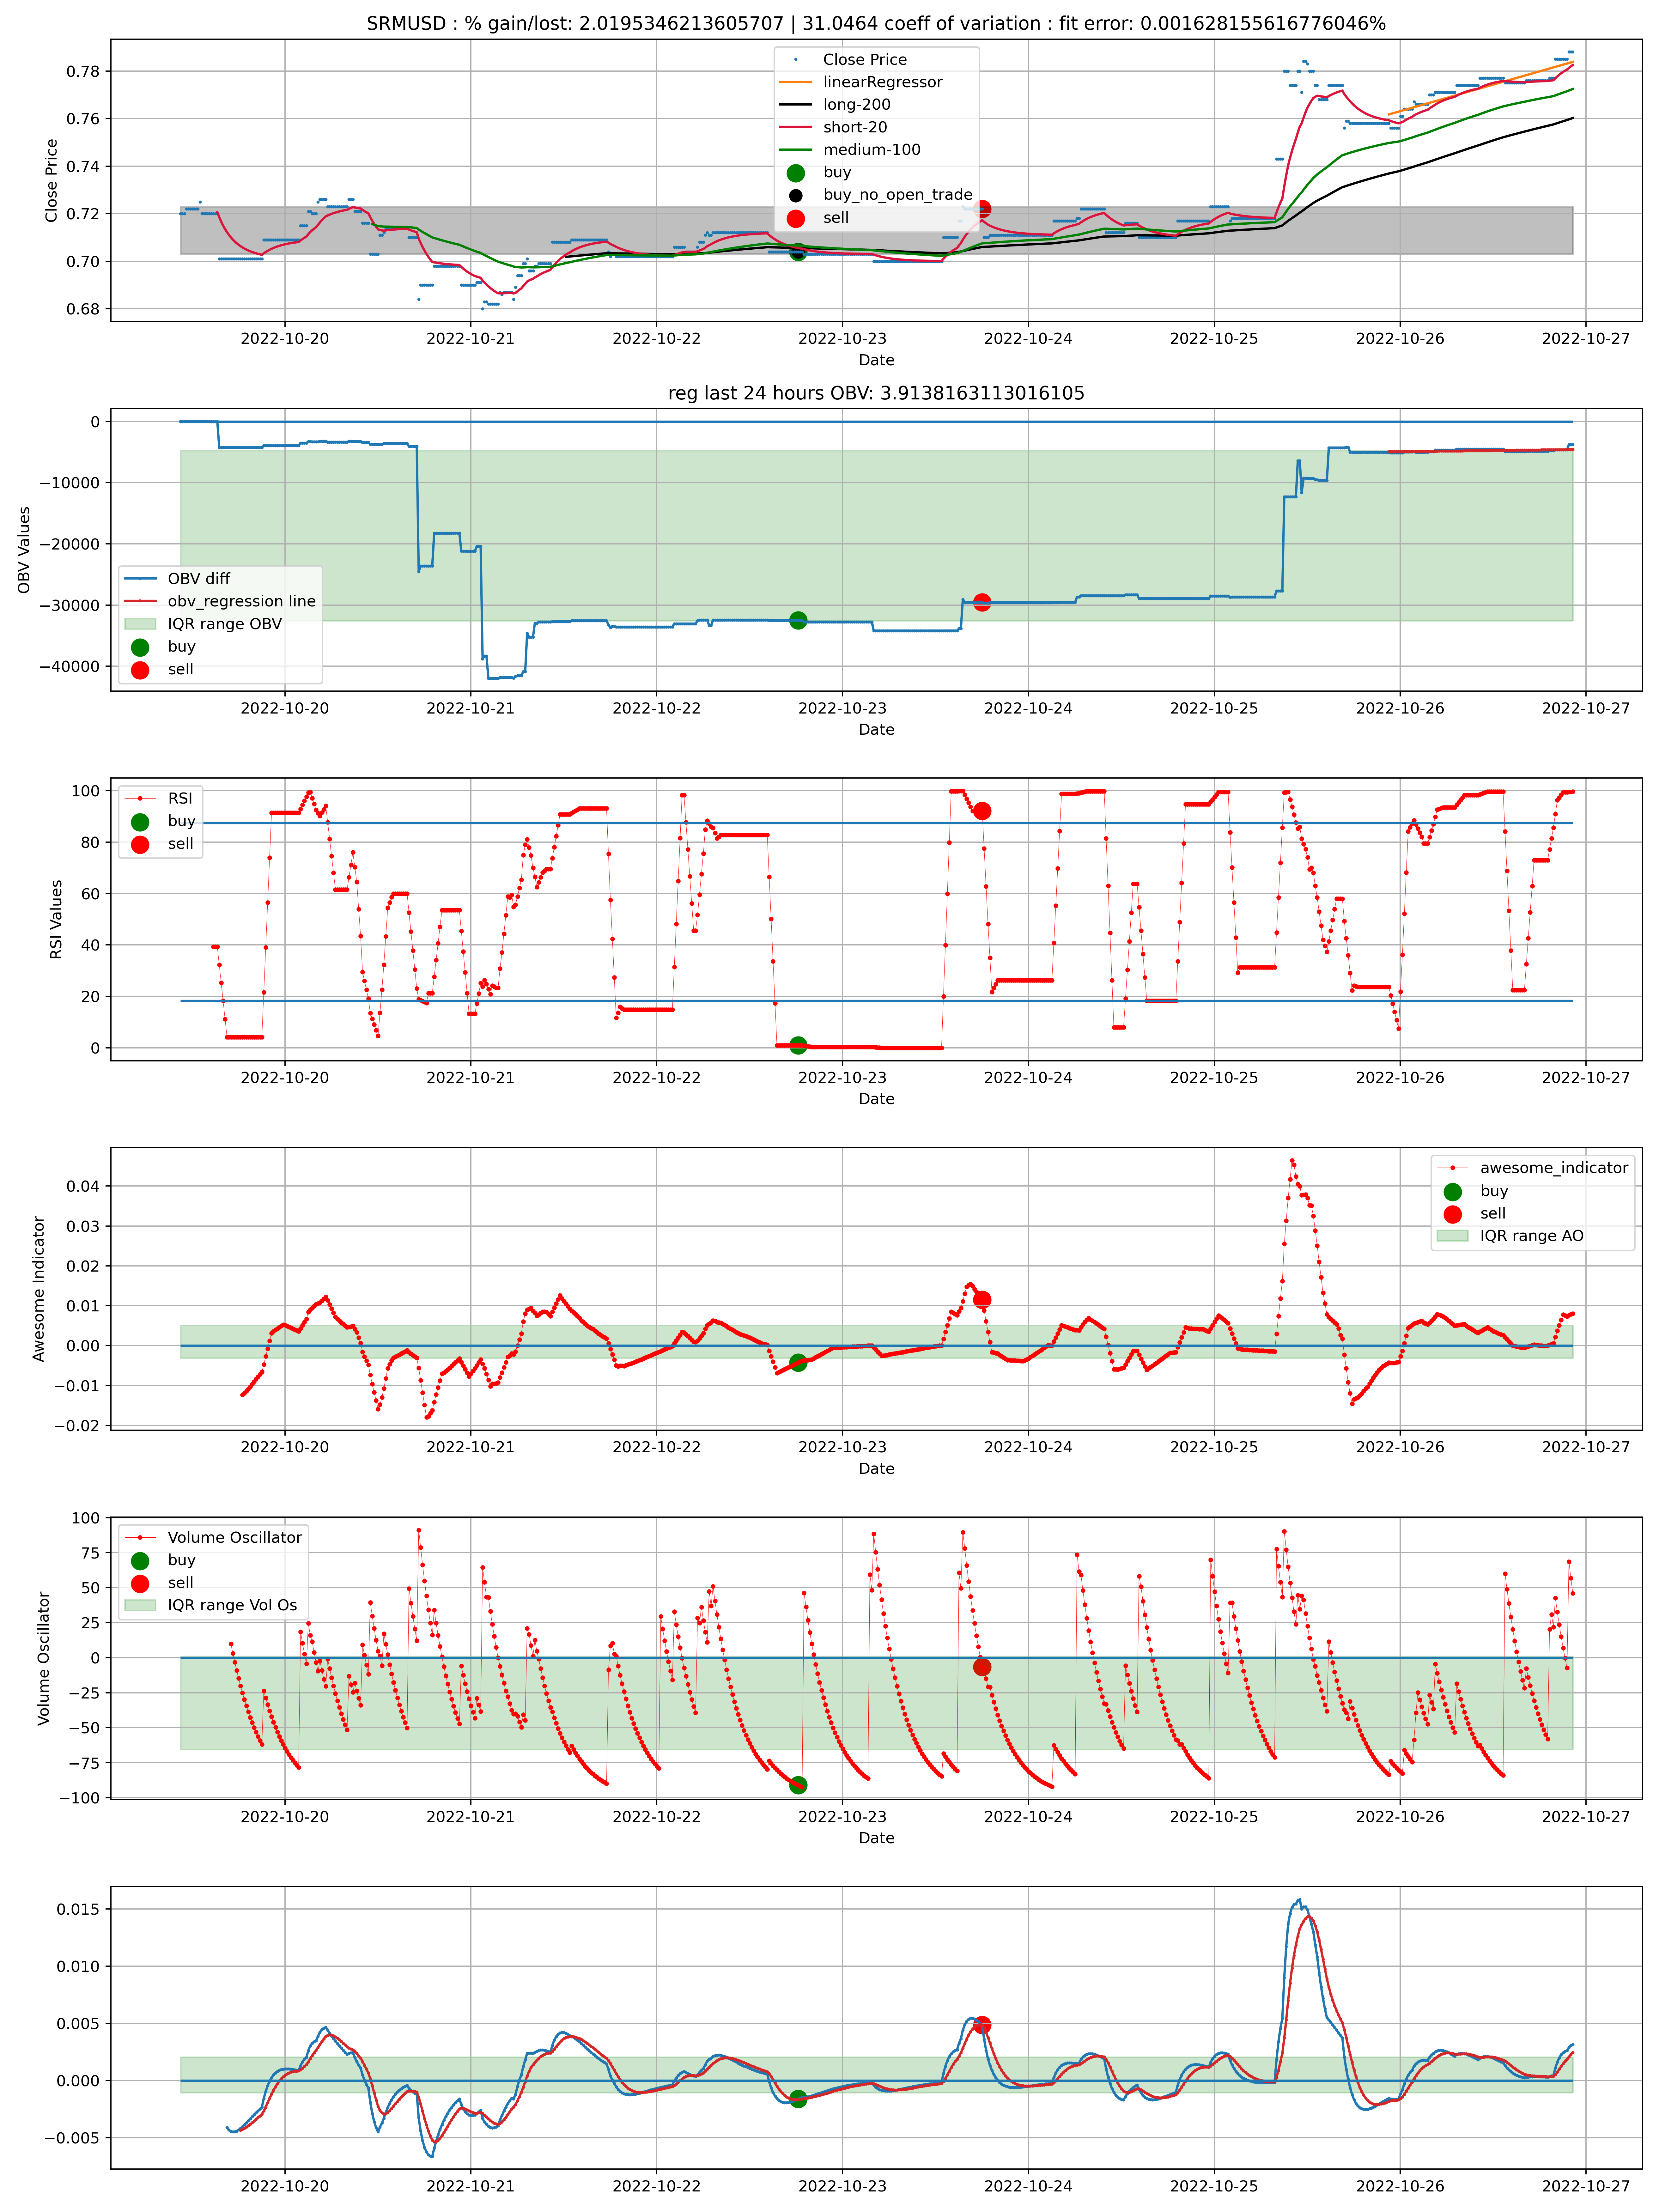 SRMUSD : % gain/lost: 2.0195346213605707 | 31.0464 coeff of variation : fit error: 0.001628155616776046%
Close Price
linearRegressor
long-200
short-20
medium-100
buy
buy_no_open_trade
sell
0.78
0.76
0.74
0.72
0.70
0.68
Close Price
2022-10-20 2022-10-21 2022-10-22 2022-10-23 2022-10-24 2022-10-25 2022-10-26 2022-10-27
Date
reg last 24 hours OBV: 3.9138163113016105
0
−10000
−20000
−30000
−40000
OBV Values
OBV diff
obv_regression line
IQR range OBV
buy
sell
2022-10-20 2022-10-21 2022-10-22 2022-10-23 2022-10-24 2022-10-25 2022-10-26 2022-10-27
Date
100
80
60
40
20
0
RSI Values
RSI
buy
sell
2022-10-20 2022-10-21 2022-10-22 2022-10-23 2022-10-24 2022-10-25 2022-10-26 2022-10-27
Date
0.04
0.03
0.02
0.01
0.00
−0.01
−0.02
Awesome Indicator
awesome_indicator
buy
sell
IQR range AO
2022-10-20 2022-10-21 2022-10-22 2022-10-23 2022-10-24 2022-10-25 2022-10-26 2022-10-27
Date
100
75
50
25
0
−25
−50
−75
−100
Volume Oscillator
Volume Oscillator
buy
sell
IQR range Vol Os
2022-10-20 2022-10-21 2022-10-22 2022-10-23 2022-10-24 2022-10-25 2022-10-26 2022-10-27
Date
0.015
0.010
0.005
0.000
−0.005
2022-10-20 2022-10-21 2022-10-22 2022-10-23 2022-10-24 2022-10-25 2022-10-26 2022-10-27